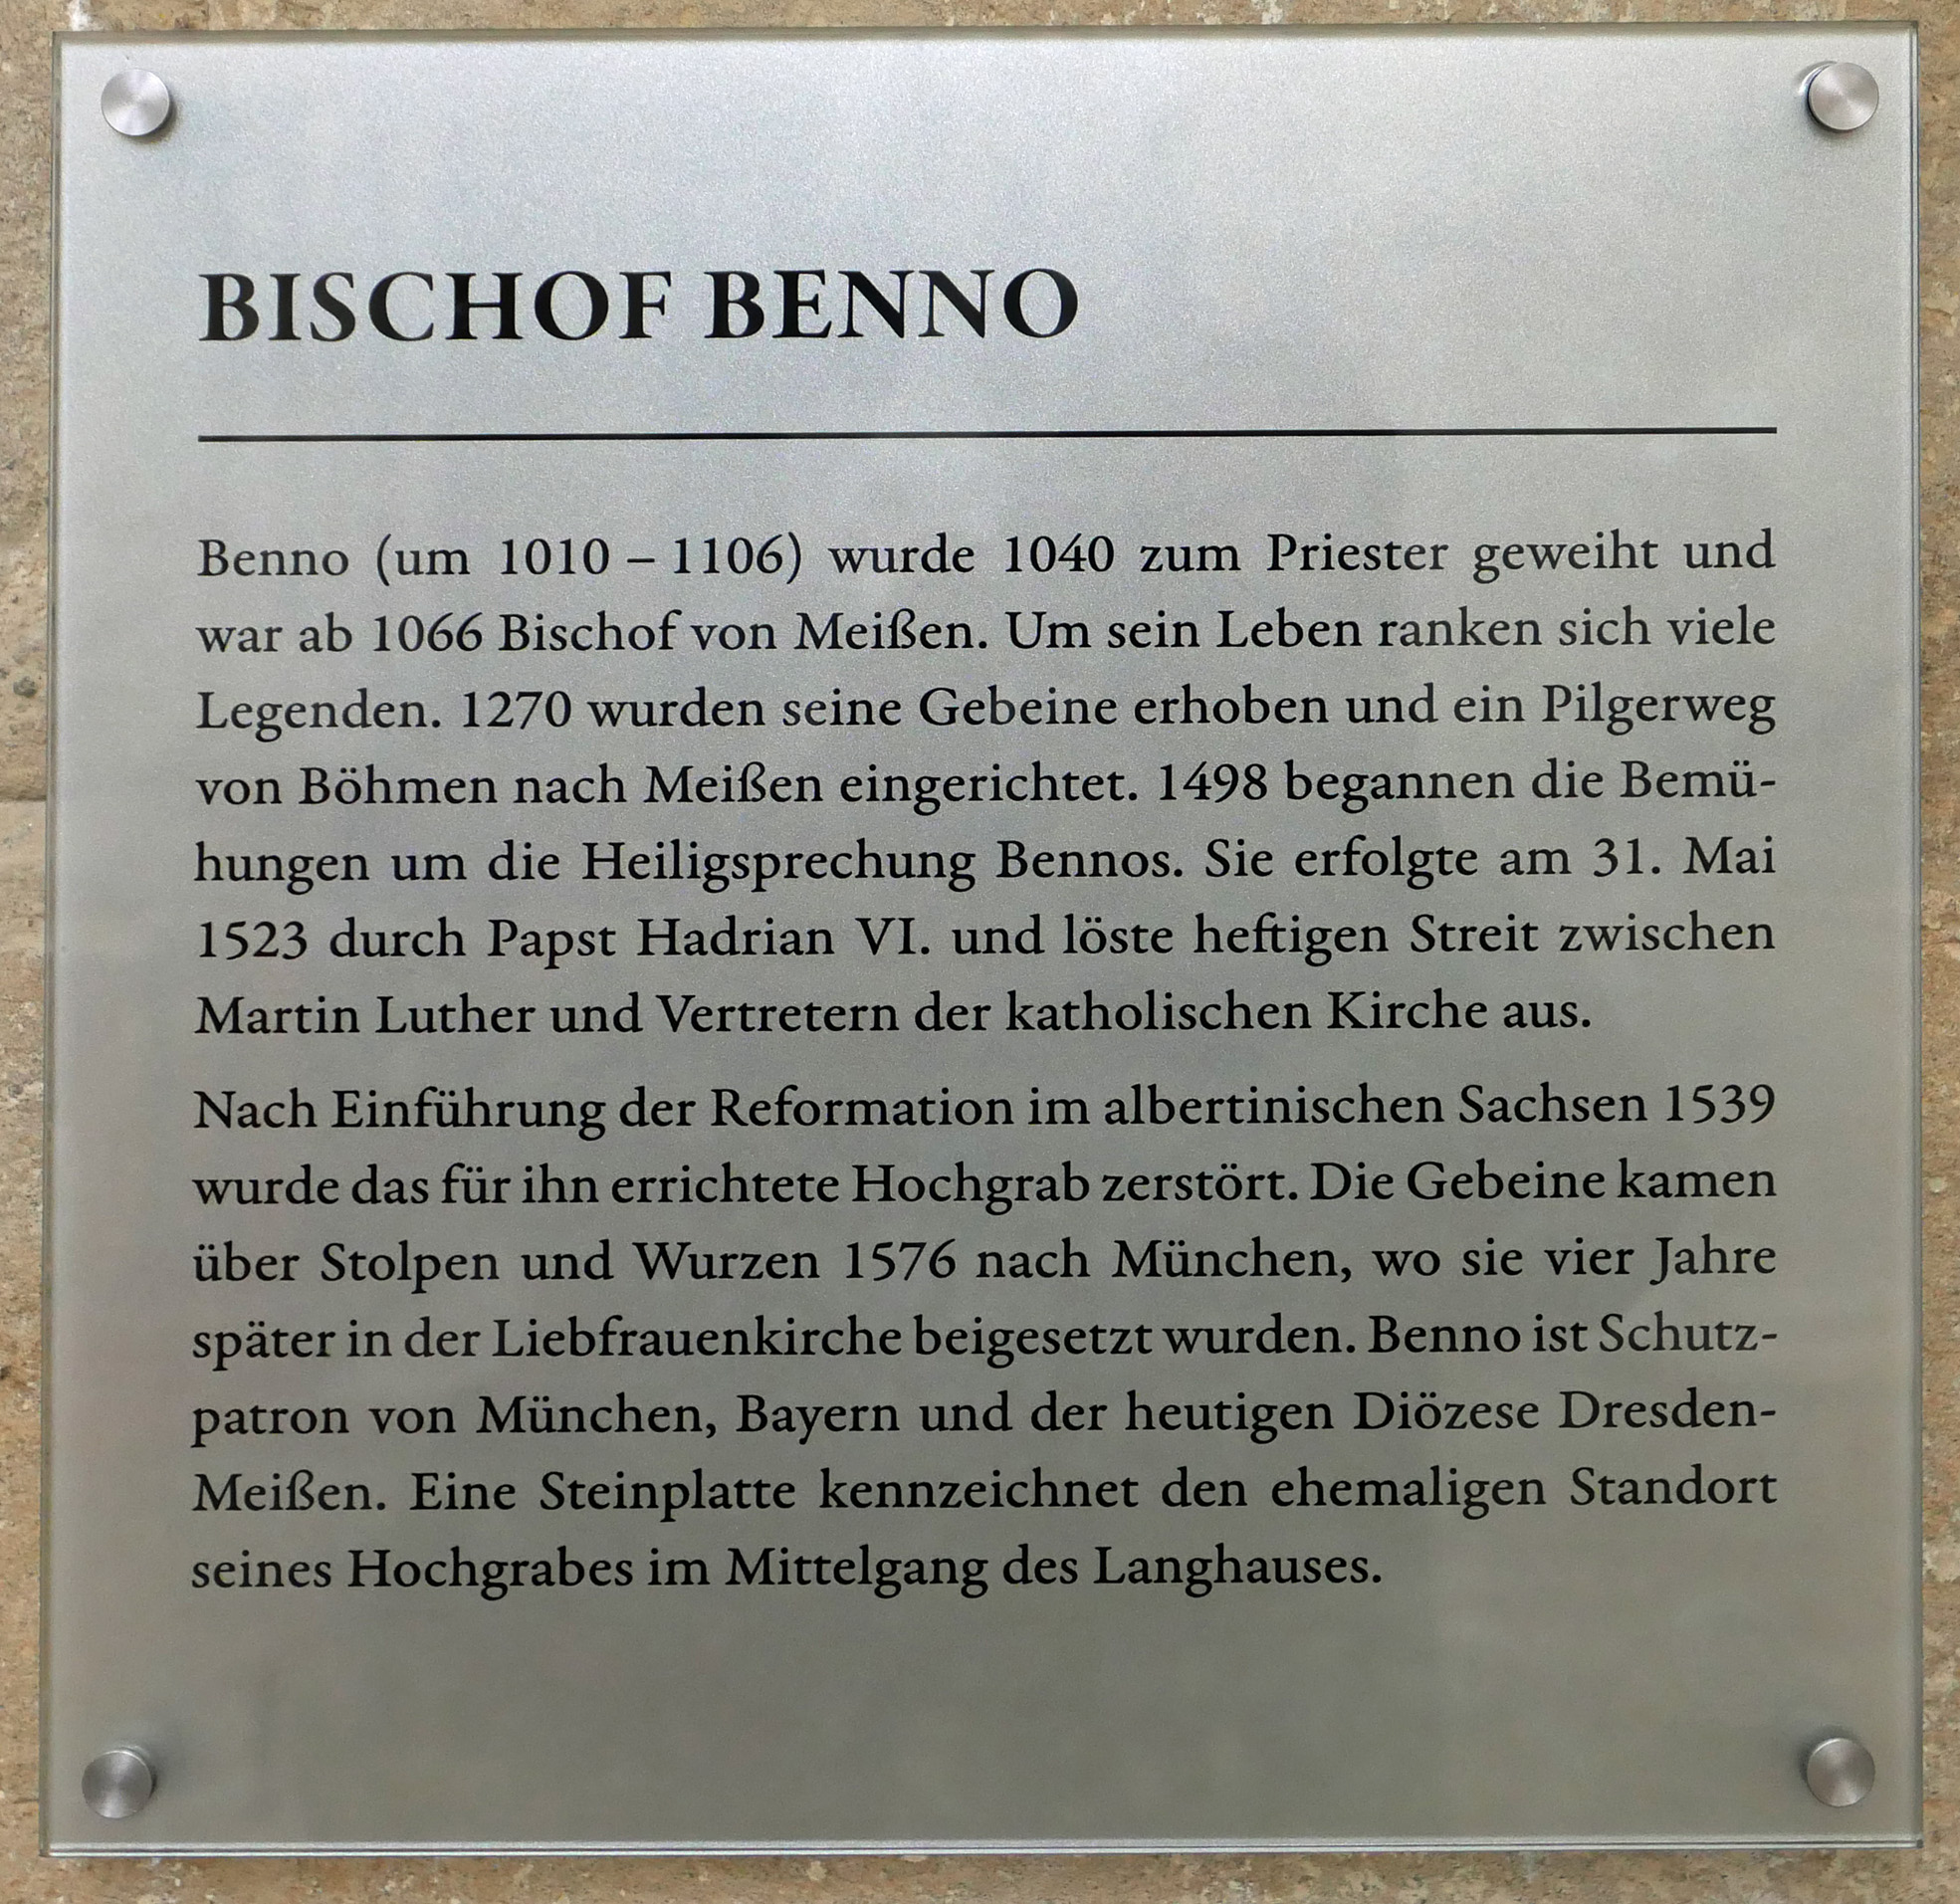 BISCHOF BENNO
Benno (um 1010 – 1106) wurde 1040 zum Priester geweiht und
war ab 1066 Bischof von Meißen. Um sein Leben ranken sich viele
Legenden. 1270 wurden seine Gebeine erhoben und ein Pilgerweg
von Böhmen nach Meißen eingerichtet. 1498 begannen die Bemü-
hungen um die Heiligsprechung Bennos. Sie erfolgte am 31. Mai
1523 durch Papst Hadrian VI. und löste heftigen Streit zwischen
Martin Luther und Vertretern der katholischen Kirche aus.
Nach Einführung der Reformation im albertinischen Sachsen 1539
wurde das für ihn errichtete Hochgrab zerstört. Die Gebeine kamen
über Stolpen und Wurzen 1576 nach München, wo sie vier Jahre
später in der Liebfrauenkirche beigesetzt wurden. Benno ist Schutz-
patron von München, Bayern und der heutigen Diözese Dresden-
Meißen. Eine Steinplatte kennzeichnet den ehemaligen Standort
seines Hochgrabes im Mittelgang des Langhauses.